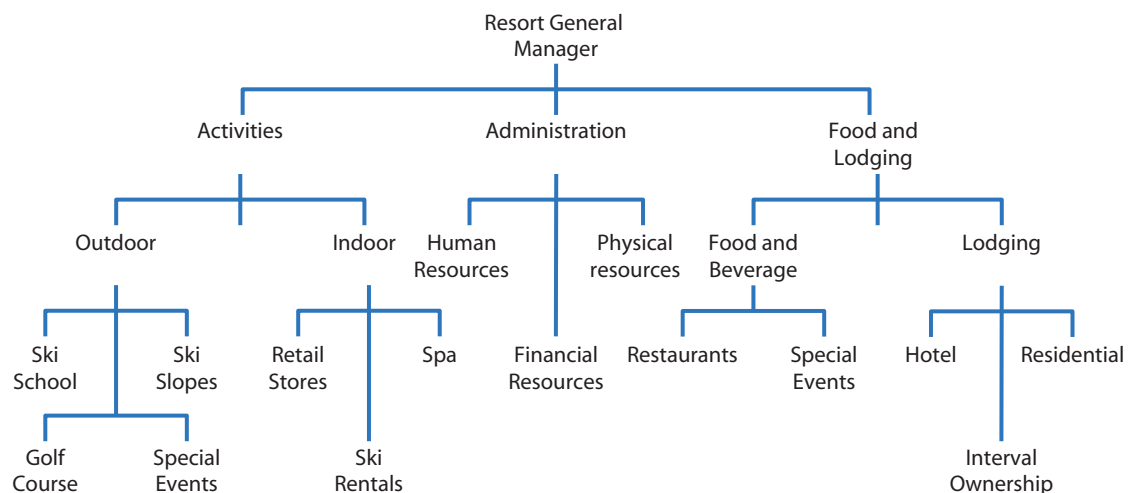 Resort General
Manager
Activities
Administration
Food and
Lodging
Outdoor
Indoor
Human
Resources
Physical
resources
Food and
Beverage
Lodging
Ski
School
Ski
Slopes
Retail
Stores
Spa
Financial
Resources
Restaurants
Special
Events
Hotel
Residential
Golf
Course
Special
Events
Ski
Rentals
Interval
Ownership